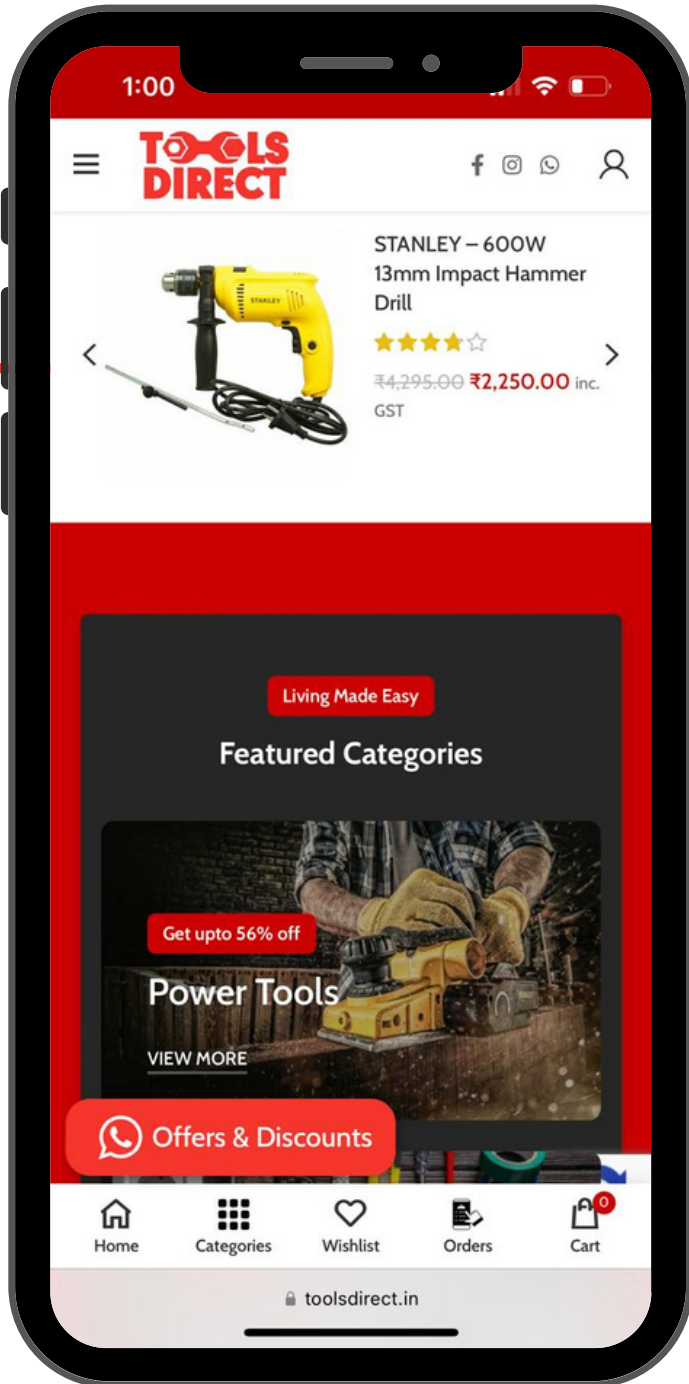 1:00
TOOLS
DIRECT
STANLEY – 600W
13mm Impact Hammer
Drill
STANLEY
₹4,295.00 ₹2,250.00 inc.
GST
Living Made Easy
Featured Categories
Get upto 56% off
Power Tools
VIEW MORE
Offers & Discounts
0
Home Categories Wishlist Orders Cart
toolsdirect.in